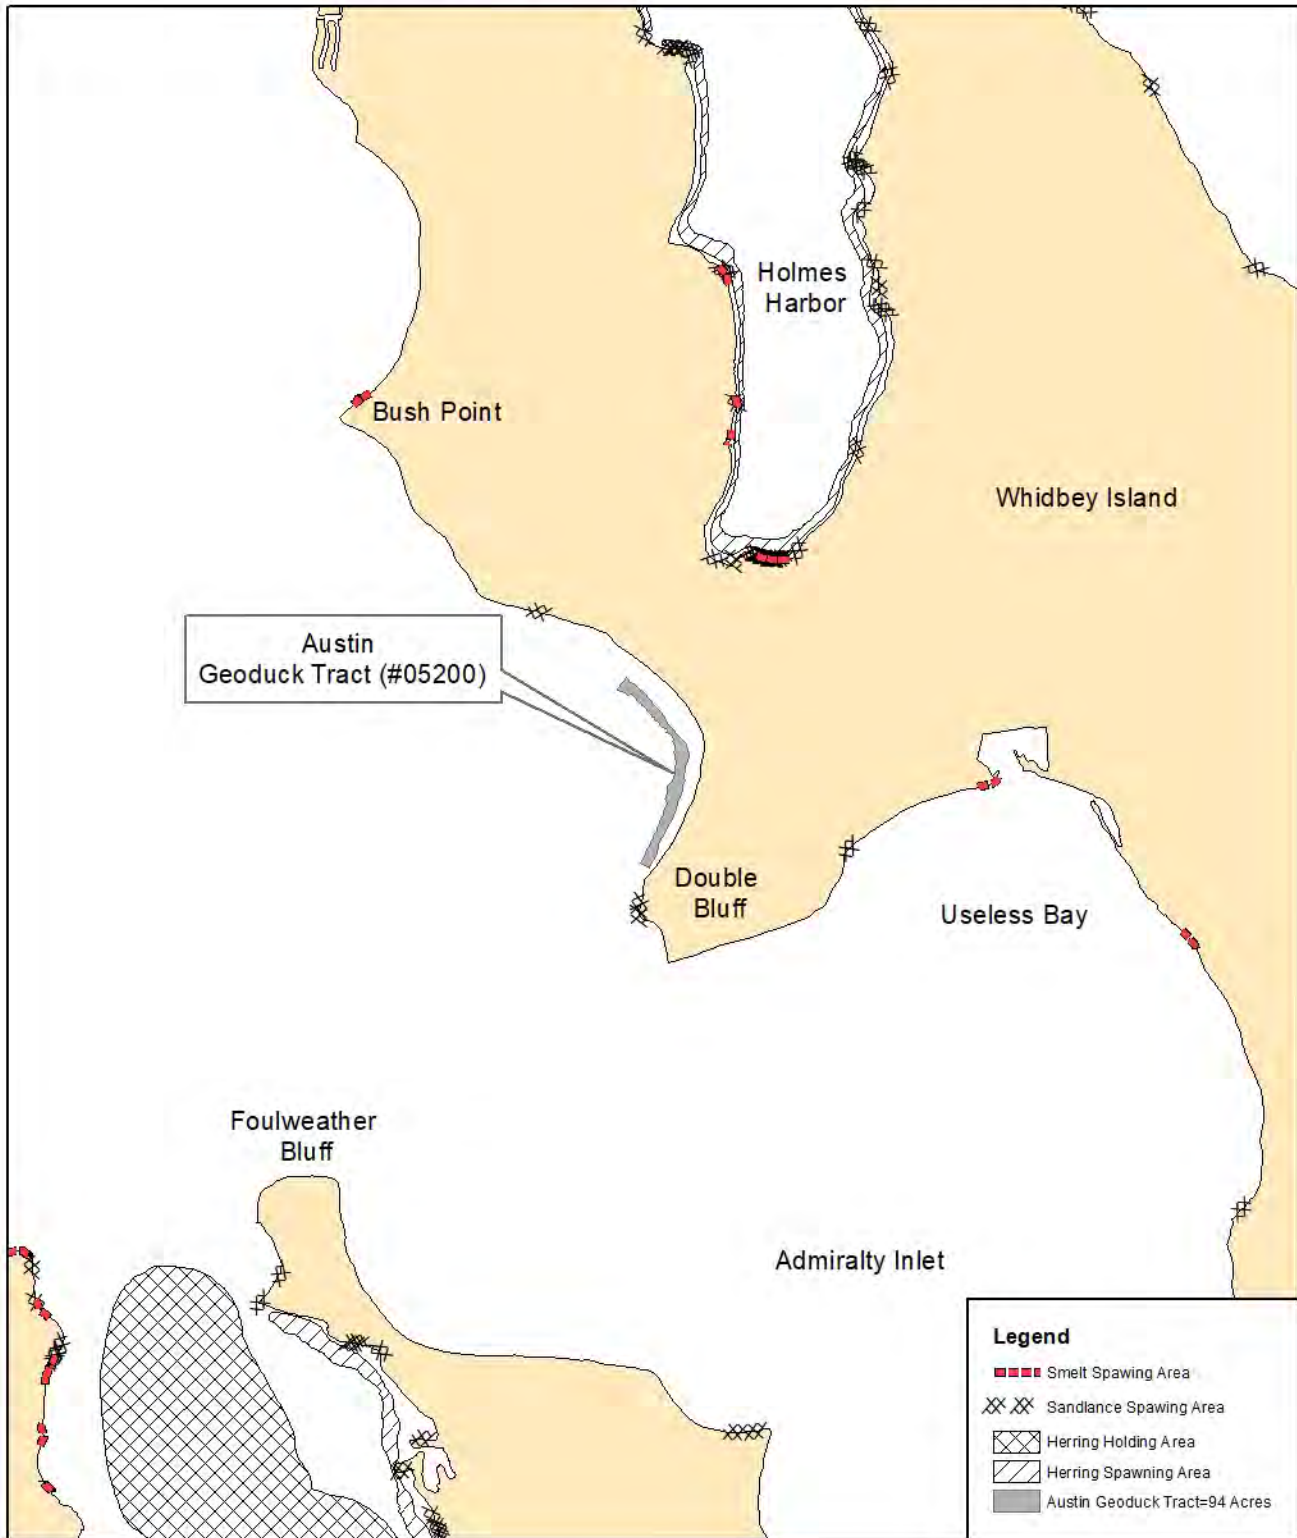 Holmes
Harbor
Bush Point
Whidbey Island
Austin
Geoduck Tract (#05200)
Double
Bluff
Useless Bay
Foulweather
Bluff
Admiralty Inlet
Legend
Smelt Spawing Area
Sandlance Spawing Area
Herring Holding Area
Herring Spawning Area
Austin Geoduck Tract=94 Acres